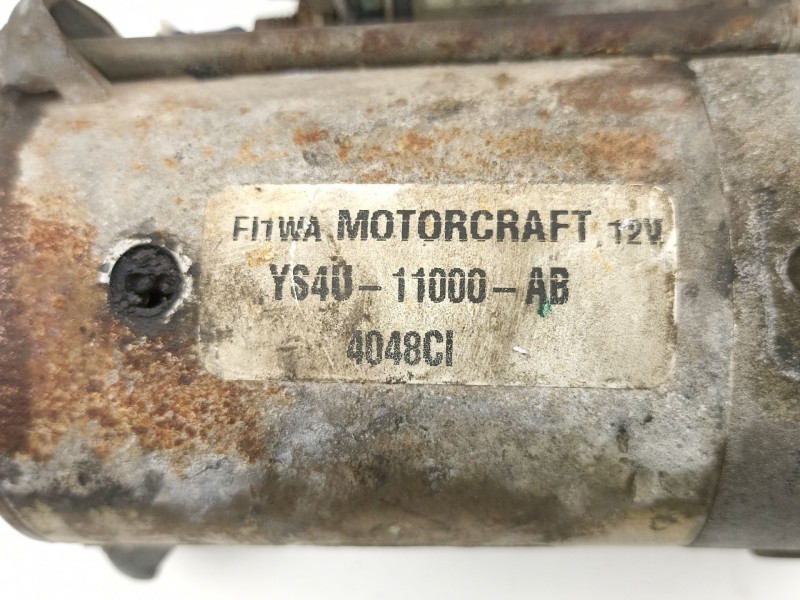 FI1WA MOTORCRAFT 12V
YS4U-11000-AB
4048CI